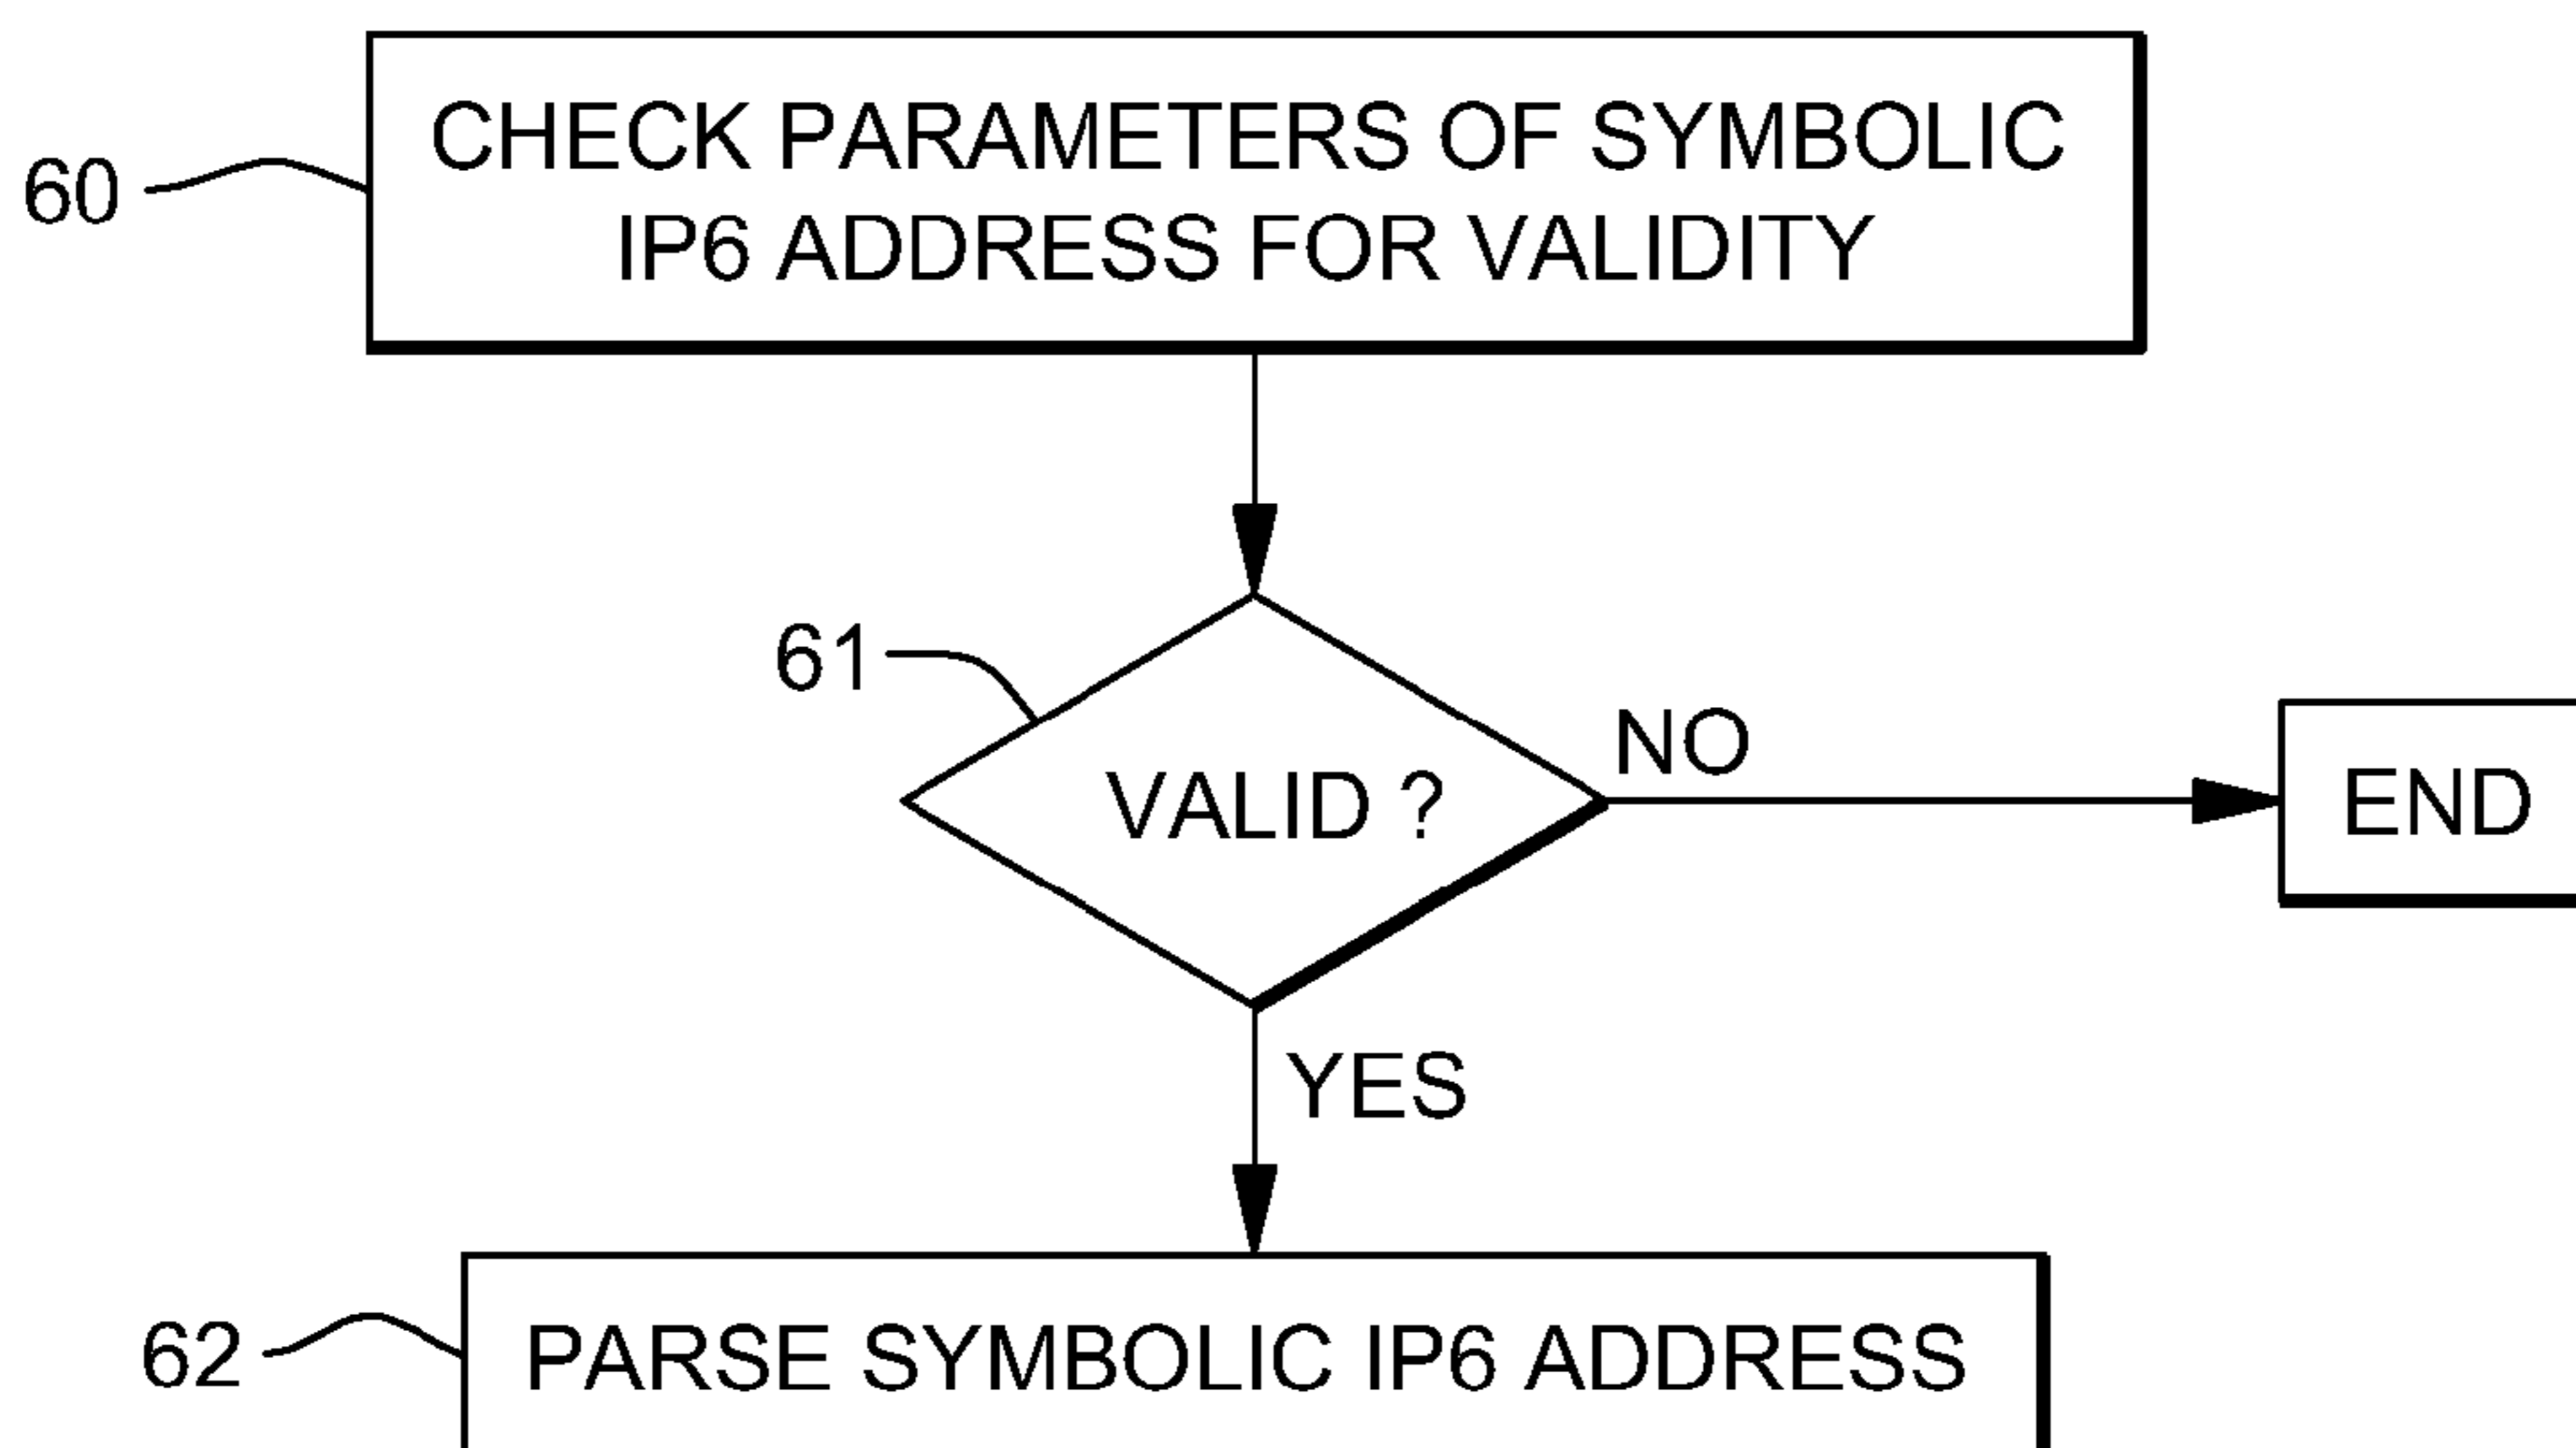 CHECK PARAMETERS OF SYMBOLIC
IP6 ADDRESS FOR VALIDITY
60
61
VALID ?
NO
END
YES
62
PARSE SYMBOLIC IP6 ADDRESS